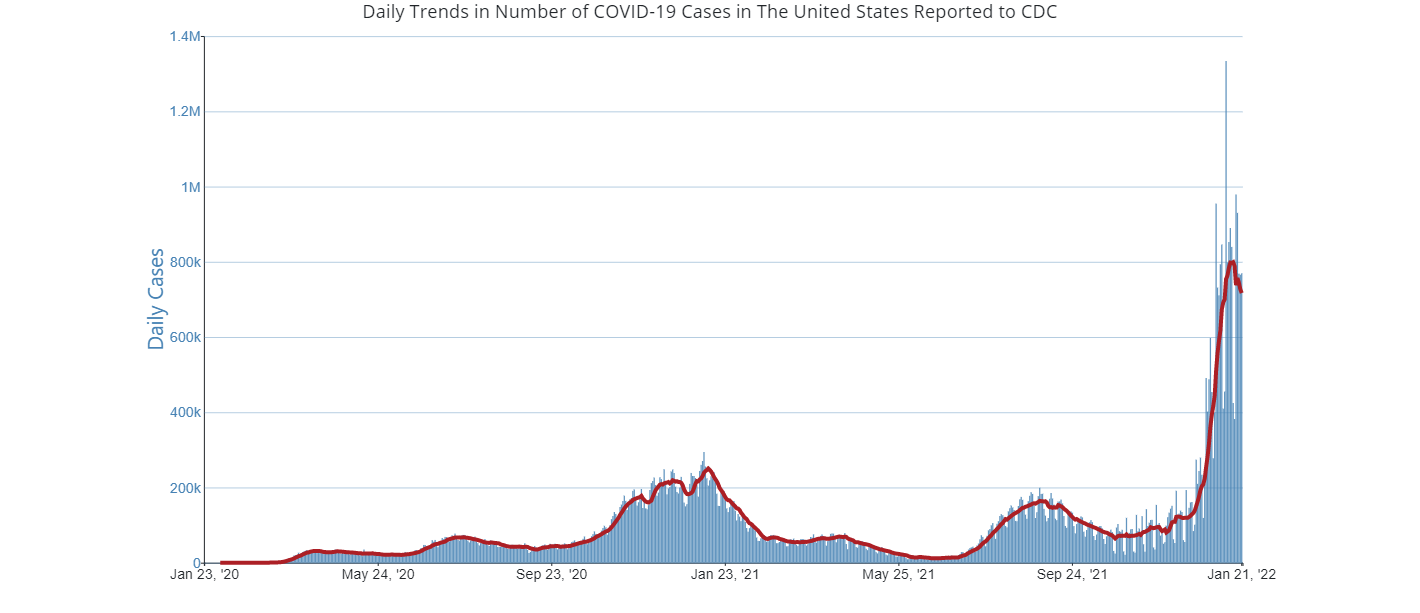 Daily Trends in Number of COVID-19 Cases in The United States Reported to CDC
Daily Cases
1.4M
1.2M
1M
800k
600k
400k
200k
0
Jan 23, '20
May 24, '20
Sep 23, '20
Jan 23, '21
May 25, '21
Sep 24, '21
Jan 21, '22